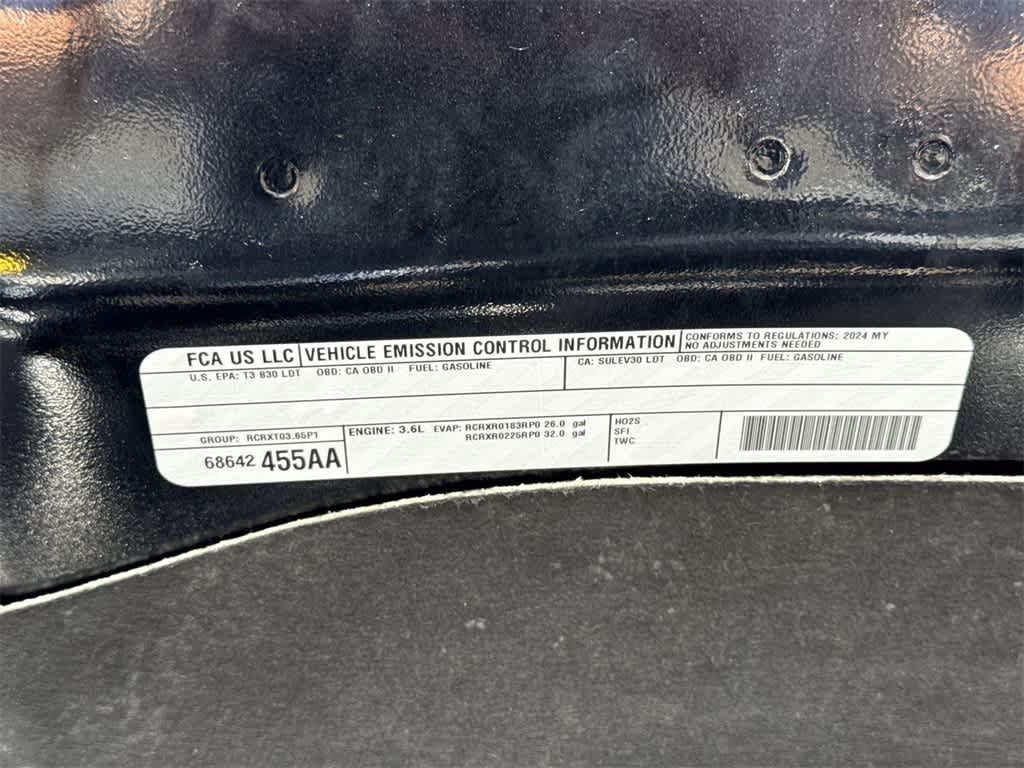 FCA US LLC VEHICLE EMISSION CONTROL INFORMATION
CONFORMS TO REGULATIONS: 2024 MY
NO ADJUSTMENTS NEEDED
U.S. EPA: T3 B30 LDT OBD: CA OBD II FUEL: GASOLINE
CA: SULEV30 LDT OBD: CA OBD II FUEL: GASOLINE
GROUP: RCRXT03.65P1
68642 455AA
ENGINE: 3.6L EVAP: RCRXR0183RP0 26.0 gal
RCRXR0225RP0 32.0 gal
HO2S
SFI
TWC